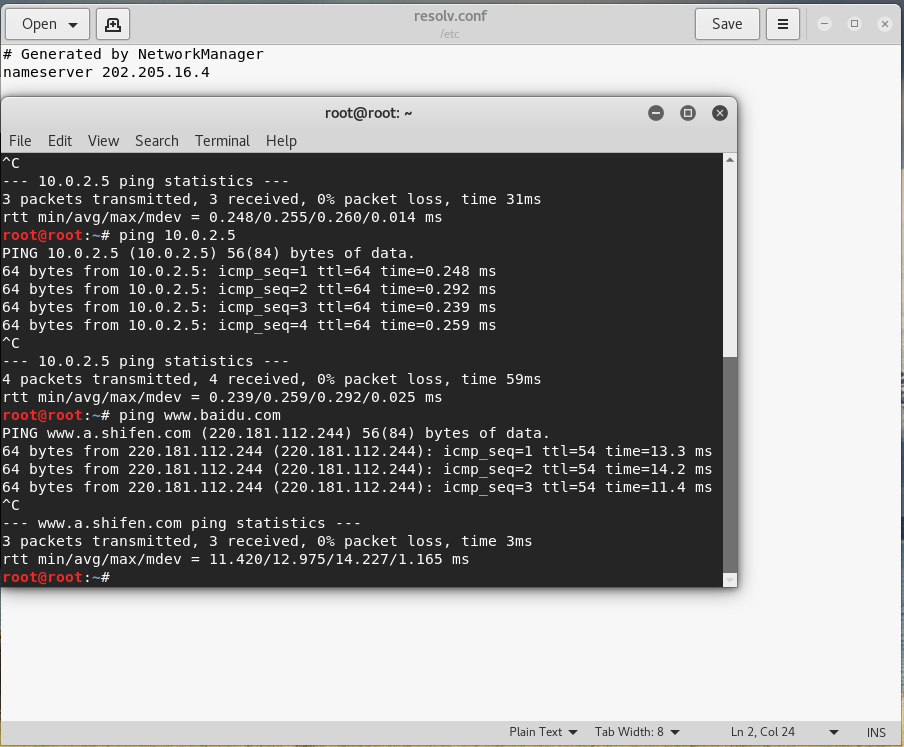 Open
resolv.conf
/etc
Save
# Generated by NetworkManager
nameserver 202.205.16.4
root@root: ~
File Edit View Search Terminal Help
^C
--- 10.0.2.5 ping statistics ---
3 packets transmitted, 3 received, 0% packet loss, time 31ms
rtt min/avg/max/mdev = 0.248/0.255/0.260/0.014 ms
root@root:~# ping 10.0.2.5
PING 10.0.2.5 (10.0.2.5) 56(84) bytes of data.
64 bytes from 10.0.2.5: icmp_seq=1 ttl=64 time=0.248 ms
64 bytes from 10.0.2.5: icmp_seq=2 ttl=64 time=0.292 ms
64 bytes from 10.0.2.5: icmp_seq=3 ttl=64 time=0.239 ms
64 bytes from 10.0.2.5: icmp_seq=4 ttl=64 time=0.259 ms
^C
--- 10.0.2.5 ping statistics ---
4 packets transmitted, 4 received, 0% packet loss, time 59ms
rtt min/avg/max/mdev = 0.239/0.259/0.292/0.025 ms
root@root:~# ping www.baidu.com
PING www.a.shifen.com (220.181.112.244) 56(84) bytes of data.
64 bytes from 220.181.112.244 (220.181.112.244): icmp_seq=1 ttl=54 time=13.3 ms
64 bytes from 220.181.112.244 (220.181.112.244): icmp_seq=2 ttl=54 time=14.2 ms
64 bytes from 220.181.112.244 (220.181.112.244): icmp_seq=3 ttl=54 time=11.4 ms
^C
--- www.a.shifen.com ping statistics ---
3 packets transmitted, 3 received, 0% packet loss, time 3ms
rtt min/avg/max/mdev = 11.420/12.975/14.227/1.165 ms
root@root:~#
Plain Text Tab Width: 8 Ln 2, Col 24 INS